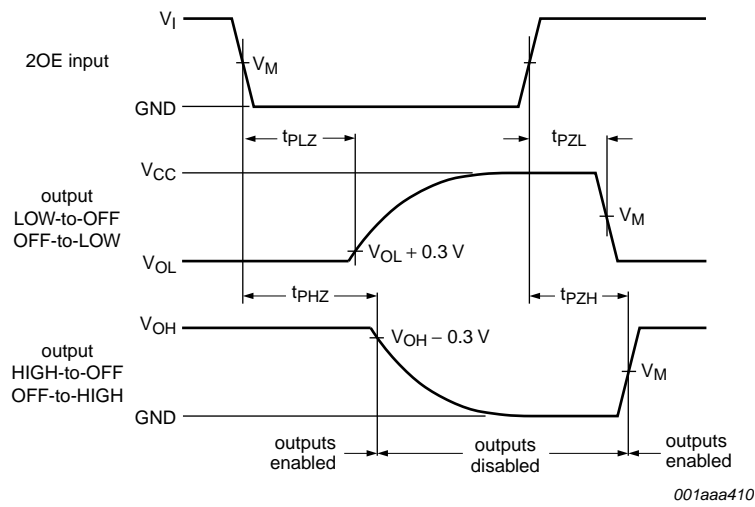 VI
2OE input
VM
GND
tPLZ
tPZL
VCC
output
LOW-to-OFF
OFF-to-LOW
VM
VOL + 0.3 V
VOL
tPHZ
tPZH
VOH
VOH − 0.3 V
output
HIGH-to-OFF
OFF-to-HIGH
VM
GND
outputs
enabled
outputs
disabled
outputs
enabled
001aaa410